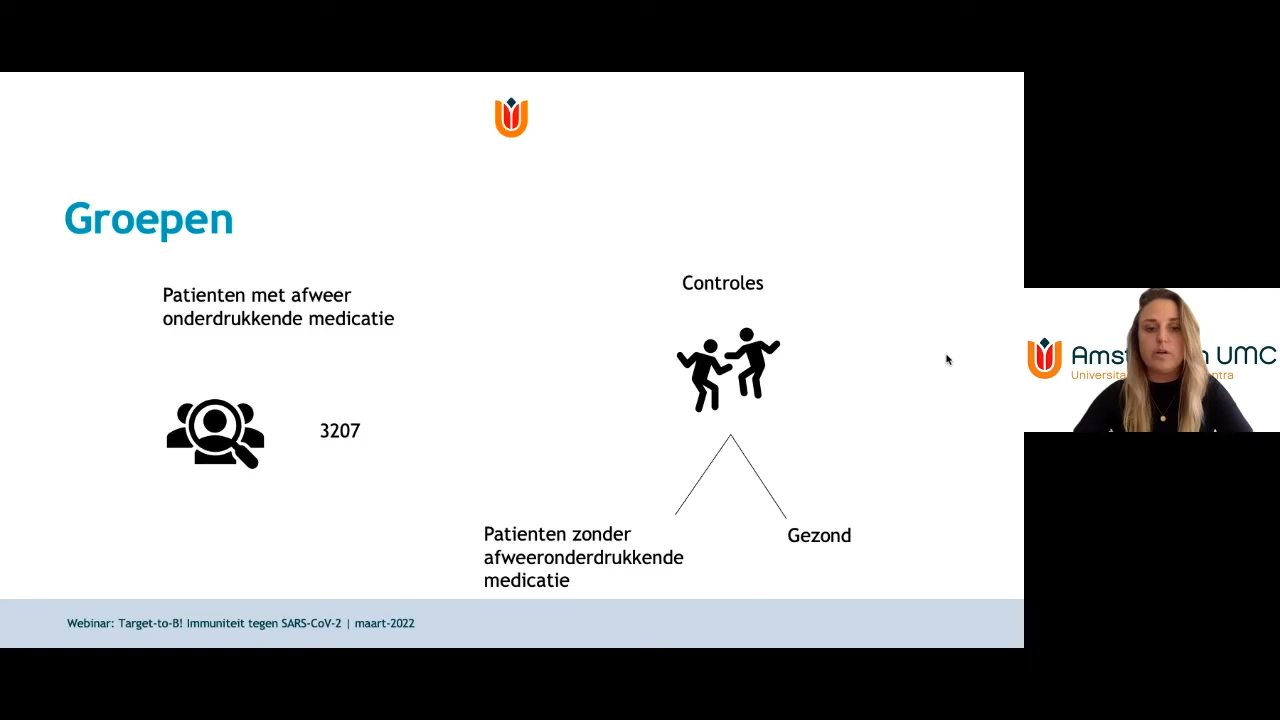 Groepen
Patienten met afweer
onderdrukkende medicatie
3207
Controles
Patienten zonder
afweeronderdrukkende
medicatie
Gezond
Webinar: Target-to-B! Immuniteit tegen SARS-CoV-2 | maart-2022
UMC